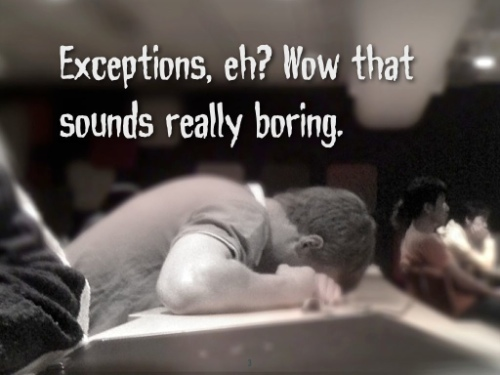 Exceptions, eh? Wow that
sounds really boring.